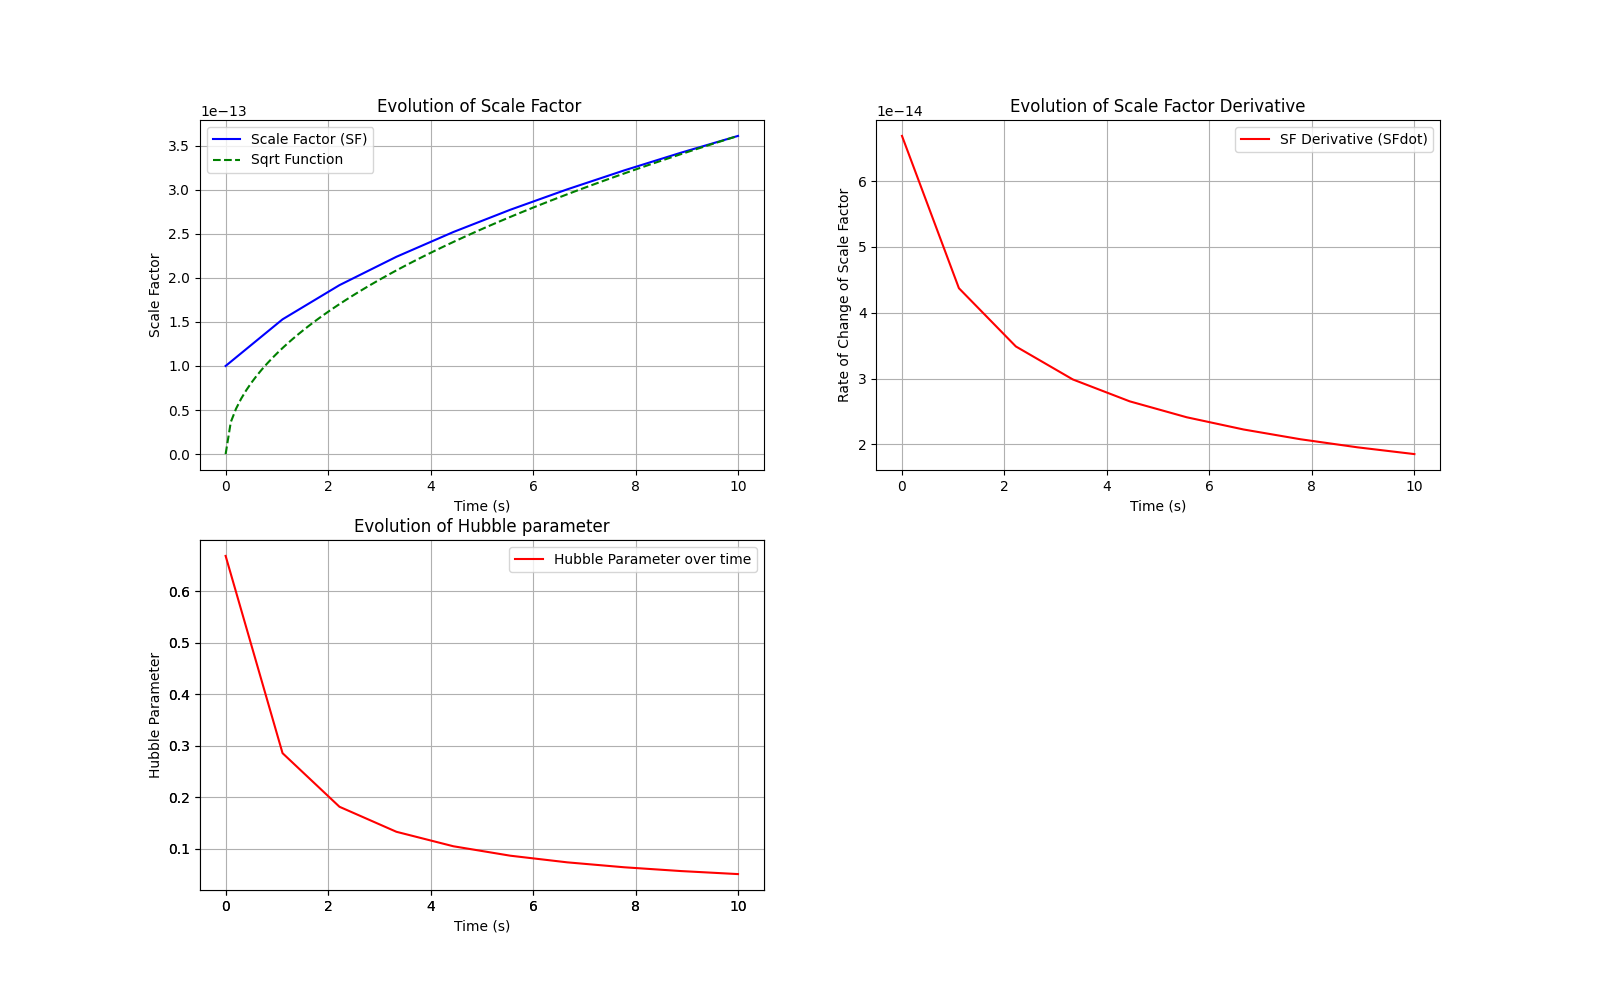 Evolution of Scale Factor
1e−13
Scale Factor (SF)
Sqrt Function
3.5
3.0
2.5
2.0
1.5
1.0
0.5
0.0
Scale Factor
0 2 4 6 8 10
Time (s)
Evolution of Scale Factor Derivative
1e−14
SF Derivative (SFdot)
6
5
4
3
2
Rate of Change of Scale Factor
0 2 4 6 8 10
Time (s)
Evolution of Hubble parameter
Hubble Parameter over time
0.6
0.5
0.4
0.3
0.2
0.1
Hubble Parameter
0 2 4 6 8 10
Time (s)